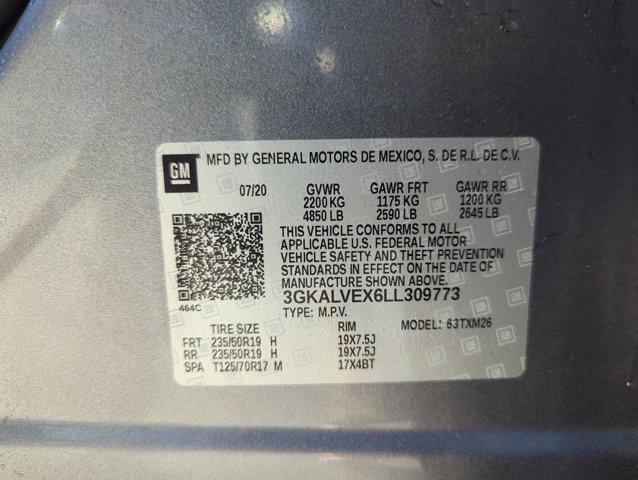 GM MFD BY GENERAL MOTORS DE MEXICO, S. DE R.L. DE C.V.
07/20 GVWR GAWR FRT GAWR RR
2200 KG 1175 KG 1200 KG
4850 LB 2590 LB 2645 LB
THIS VEHICLE CONFORMS TO ALL
APPLICABLE U.S. FEDERAL MOTOR
VEHICLE SAFETY AND THEFT PREVENTION
STANDARDS IN EFFECT ON THE DATE OF
MANUFACTURE SHOWN ABOVE.
464C 3GKALVEX6LL309773
TYPE: M.P.V. MODEL: 63TXM26
TIRE SIZE RIM
FRT 235/50R19 H 19X7.5J
RR 235/50R19 H 19X7.5J
SPA T125/70R17 M 17X4BT